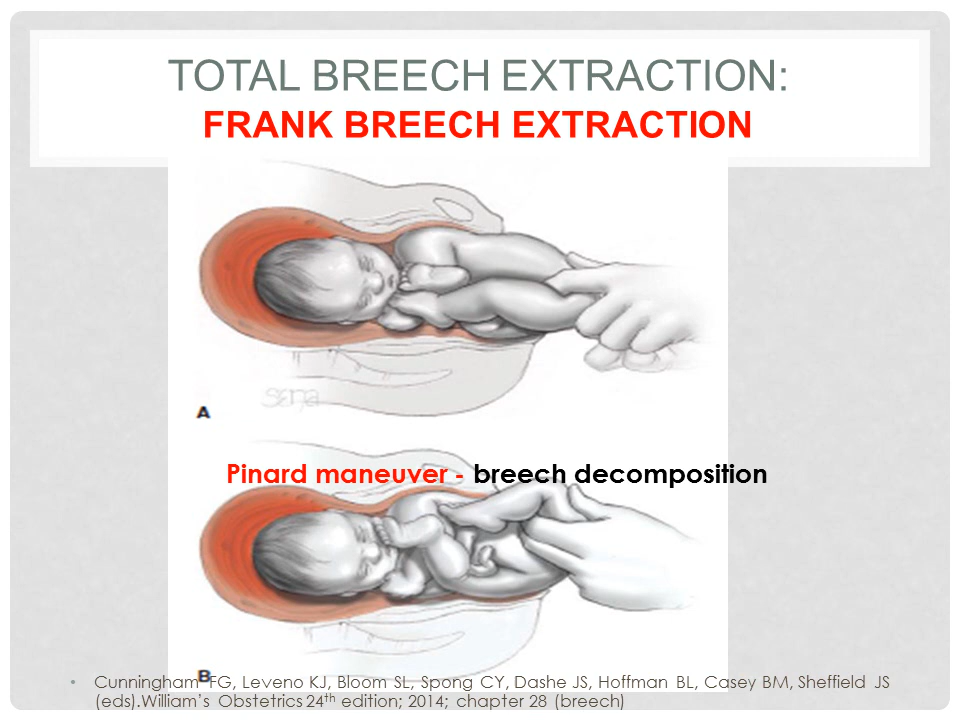 TOTAL BREECH EXTRACTION:
FRANK BREECH EXTRACTION
A
Pinard maneuver - breech decomposition
B
• Cunningham FG, Leveno KJ, Bloom SL, Spong CY, Dashe JS, Hoffman BL, Casey BM, Sheffield JS
(eds).William’s Obstetrics 24th edition; 2014; chapter 28 (breech)